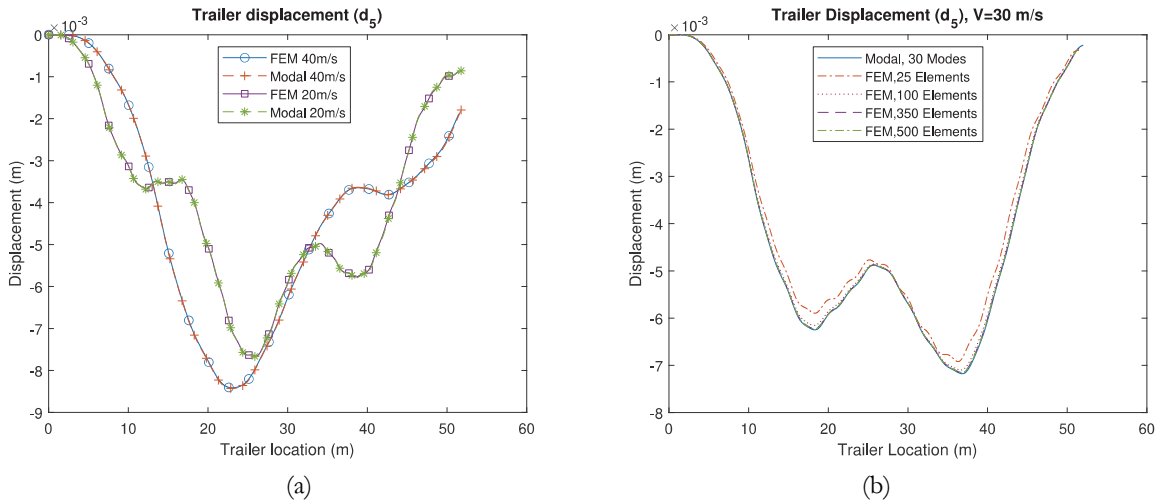 Trailer displacement (d5)
×10-3
0
-1
-2
-3
-4
-5
-6
-7
-8
-9
Displacement (m)
FEM 40m/s
Modal 40m/s
FEM 20m/s
Modal 20m/s
0 10 20 30 40 50 60
Trailer location (m)
(a)
Trailer Displacement (d5), V=30 m/s
×10-3
0
-1
-2
-3
-4
-5
-6
-7
-8
Displacement (m)
Modal, 30 Modes
FEM,25 Elements
FEM,100 Elements
FEM,350 Elements
FEM,500 Elements
0 10 20 30 40 50 60
Trailer Location (m)
(b)